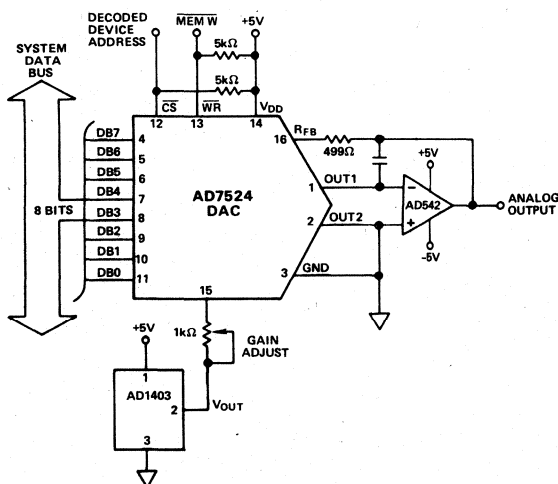 DECODED
DEVICE
ADDRESS
MEM W
+5V
5kΩ
5kΩ
SYSTEM
DATA
BUS
12 CS
13 WR
14 VDD
DB7 4
DB6 5
DB5 6
DB4 7
DB3 8
DB2 9
DB1 10
DB0 11
8 BITS
AD7524
DAC
16 RFB
499Ω
1 OUT1
2 OUT2
3 GND
+5V
−
AD542
+
-5V
ANALOG
OUTPUT
15
1kΩ
GAIN
ADJUST
+5V
1
AD1403
2
VOUT
3